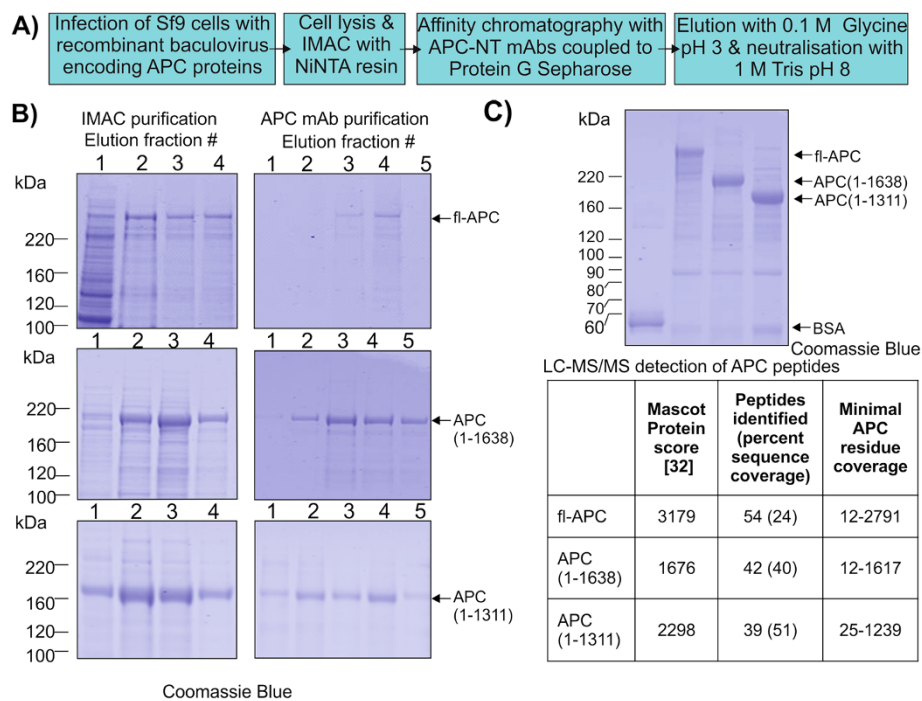 A)
Infection of Sf9 cells with
recombinant baculovirus
encoding APC proteins
Cell lysis &
IMAC with
NiNTA resin
Affinity chromatography with
APC-NT mAbs coupled to
Protein G Sepharose
Elution with 0.1 M Glycine
pH 3 & neutralisation with
1 M Tris pH 8
B)
IMAC purification
Elution fraction #
1 2 3 4
APC mAb purification
Elution fraction #
1 2 3 4 5
kDa
220
160
120
100
fl-APC
kDa
1 2 3 4
1 2 3 4 5
220
160
120
100
APC
(1-1638)
kDa
1 2 3 4
1 2 3 4 5
220
160
120
100
APC
(1-1311)
Coomassie Blue
C)
kDa
220
160
120
100
90
80
70
60
fl-APC
APC(1-1638)
APC(1-1311)
BSA
Coomassie Blue
LC-MS/MS detection of APC peptides
Mascot
Protein
score
[32]
Peptides
identified
(percent
sequence
coverage)
Minimal
APC
residue
coverage
fl-APC 3179 54 (24) 12-2791
APC
(1-1638) 1676 42 (40) 12-1617
APC
(1-1311) 2298 39 (51) 25-1239